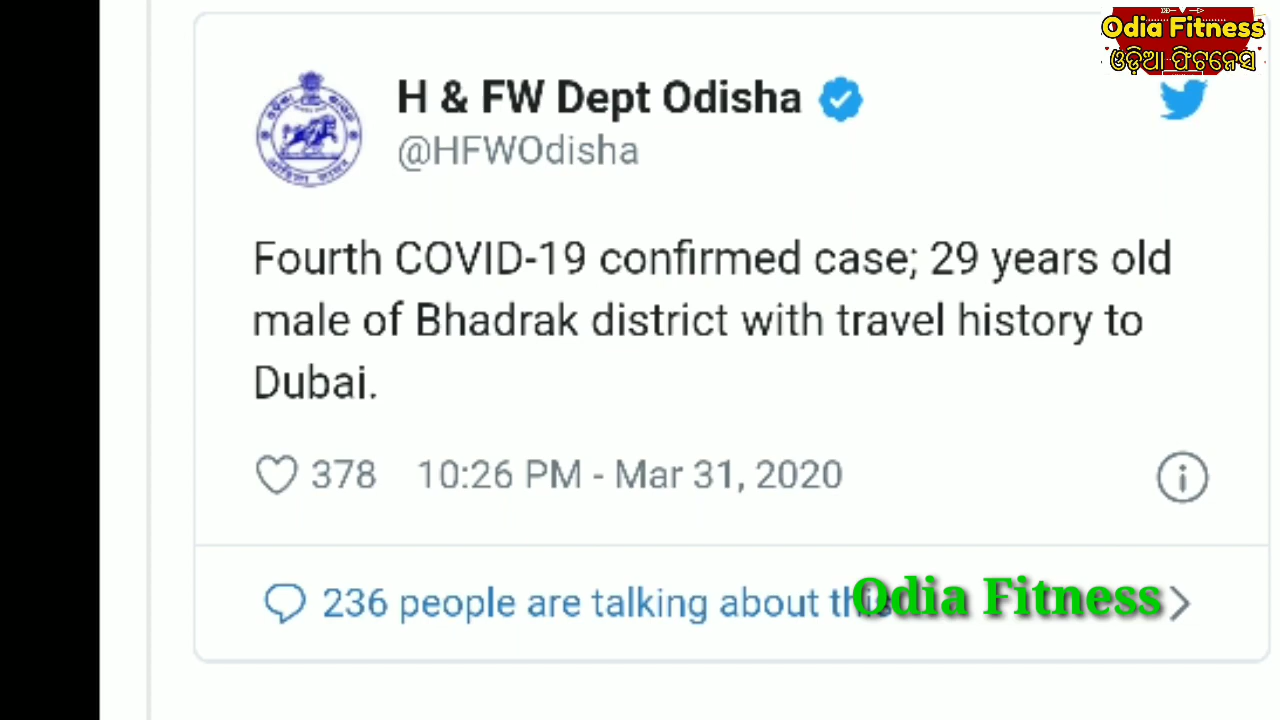 Odia Fitness
ଓଡ଼ିଆ ଫିଟନେସ
H & FW Dept Odisha
@HFWOdisha
Fourth COVID-19 confirmed case; 29 years old
male of Bhadrak district with travel history to
Dubai.
378 10:26 PM - Mar 31, 2020
236 people are talking about this
Odia Fitness